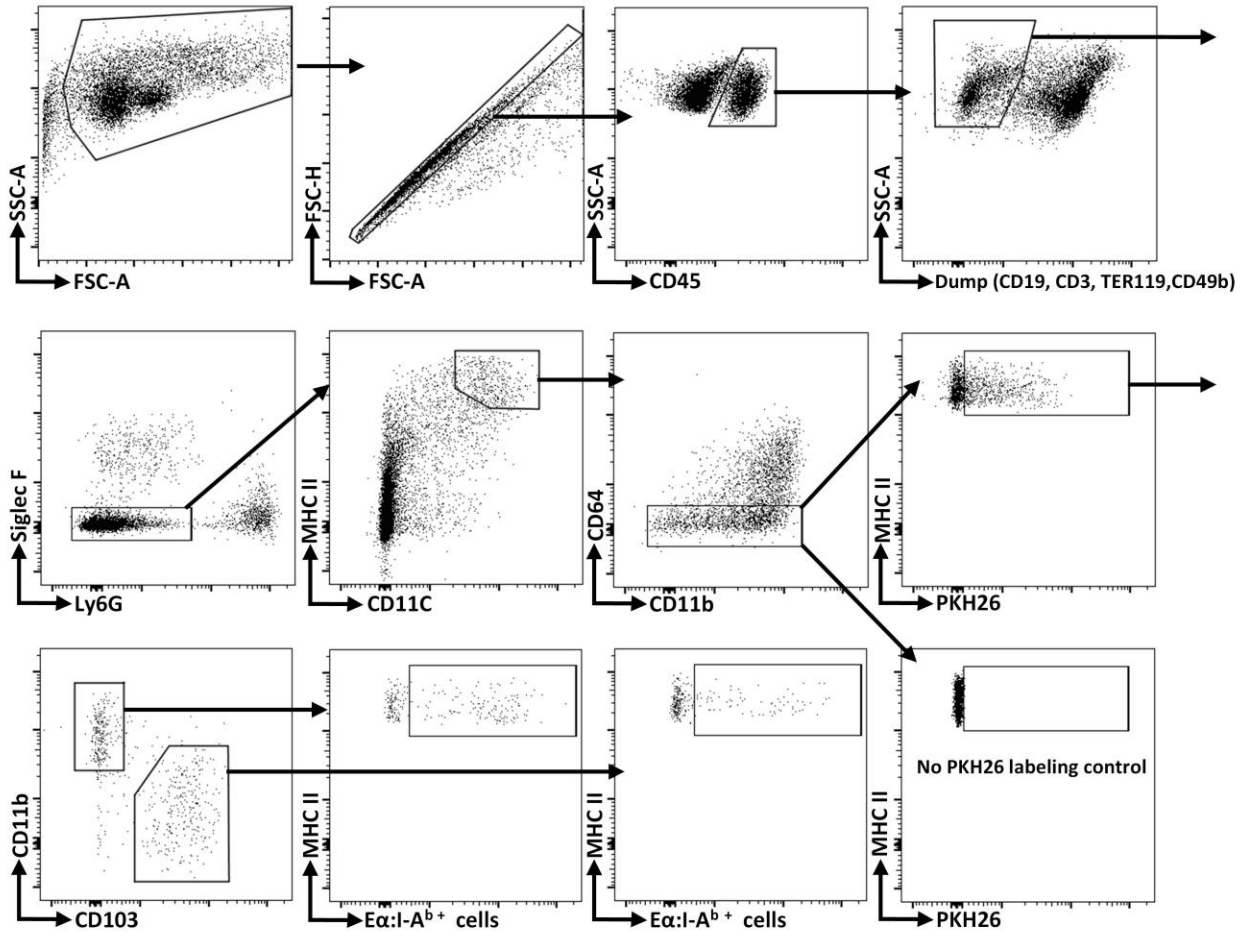 SSC-A
FSC-A
FSC-H
FSC-A
SSC-A
CD45
SSC-A
Dump (CD19, CD3, TER119,CD49b)
Siglec F
Ly6G
MHC II
CD11C
CD64
CD11b
MHC II
PKH26
CD11b
CD103
MHC II
Eα:I-Aᵇ⁺ cells
MHC II
Eα:I-Aᵇ⁺ cells
No PKH26 labeling control
MHC II
PKH26